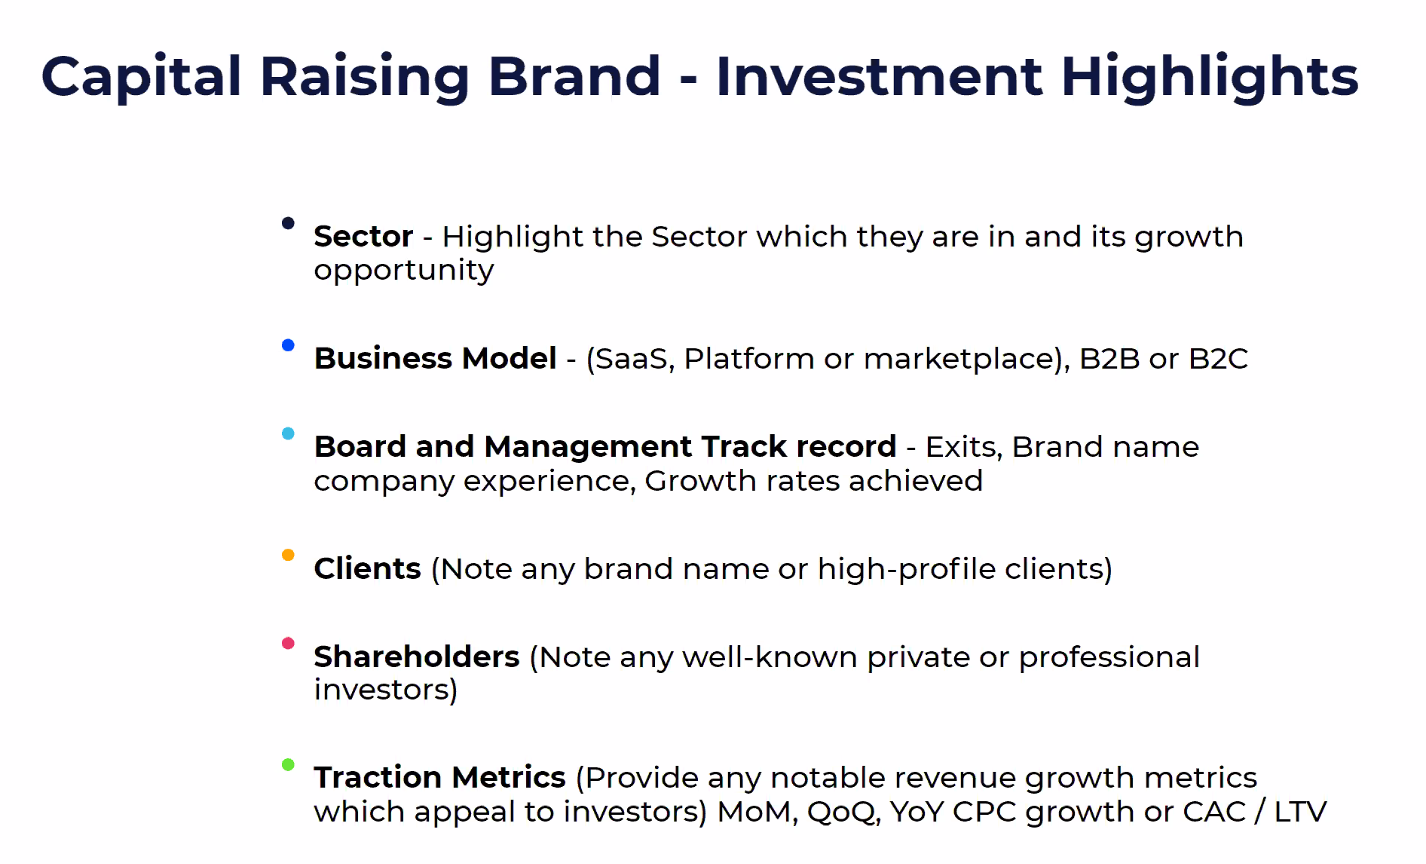 Capital Raising Brand - Investment Highlights
Sector - Highlight the Sector which they are in and its growth
opportunity
Business Model - (SaaS, Platform or marketplace), B2B or B2C
Board and Management Track record - Exits, Brand name
company experience, Growth rates achieved
Clients (Note any brand name or high-profile clients)
Shareholders (Note any well-known private or professional
investors)
Traction Metrics (Provide any notable revenue growth metrics
which appeal to investors) MoM, QoQ, YoY CPC growth or CAC / LTV